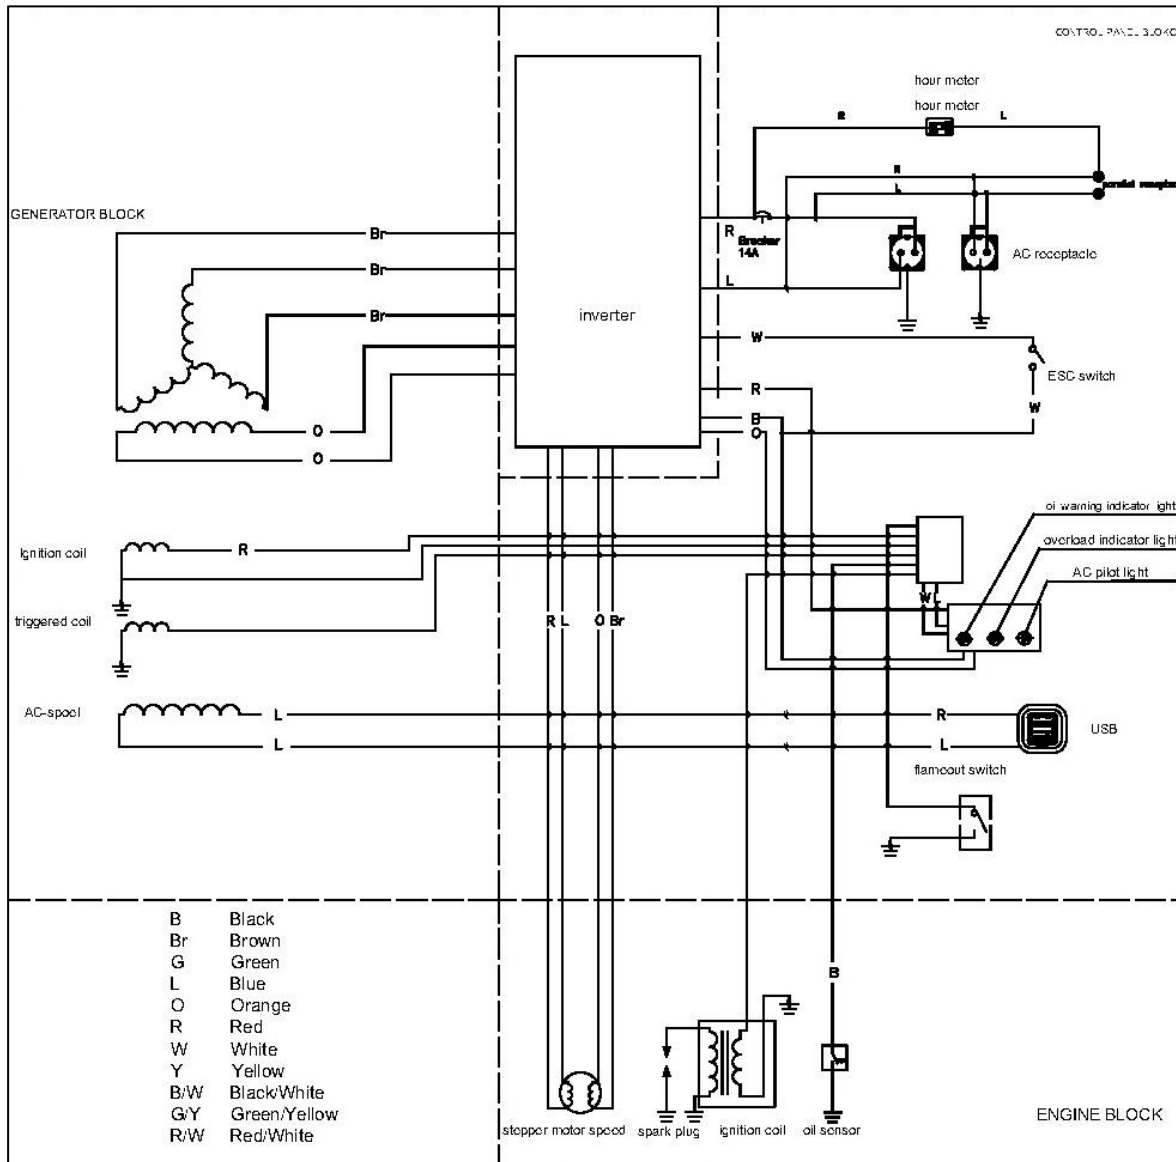 hour meter
hour meter
R
L
R
L
GENERATOR BLOCK
Br
Br
Br
R
Breaker
14A
L
AC receptacle
inverter
W
ESC switch
R
W
B
O
O
O
oil warning indicator light
overload indicator light
AC pilot light
Ignition coil
R
W
L
triggered coil
R
L
O
Br
AC-spool
L
R
USB
L
L
flameout switch
B
Black
Br
Brown
G
Green
L
Blue
O
Orange
R
Red
W
White
Y
Yellow
B/W
Black/White
G/Y
Green/Yellow
R/W
Red/White
B
stepper motor speed
spark plug
ignition coil
oil sensor
ENGINE BLOCK